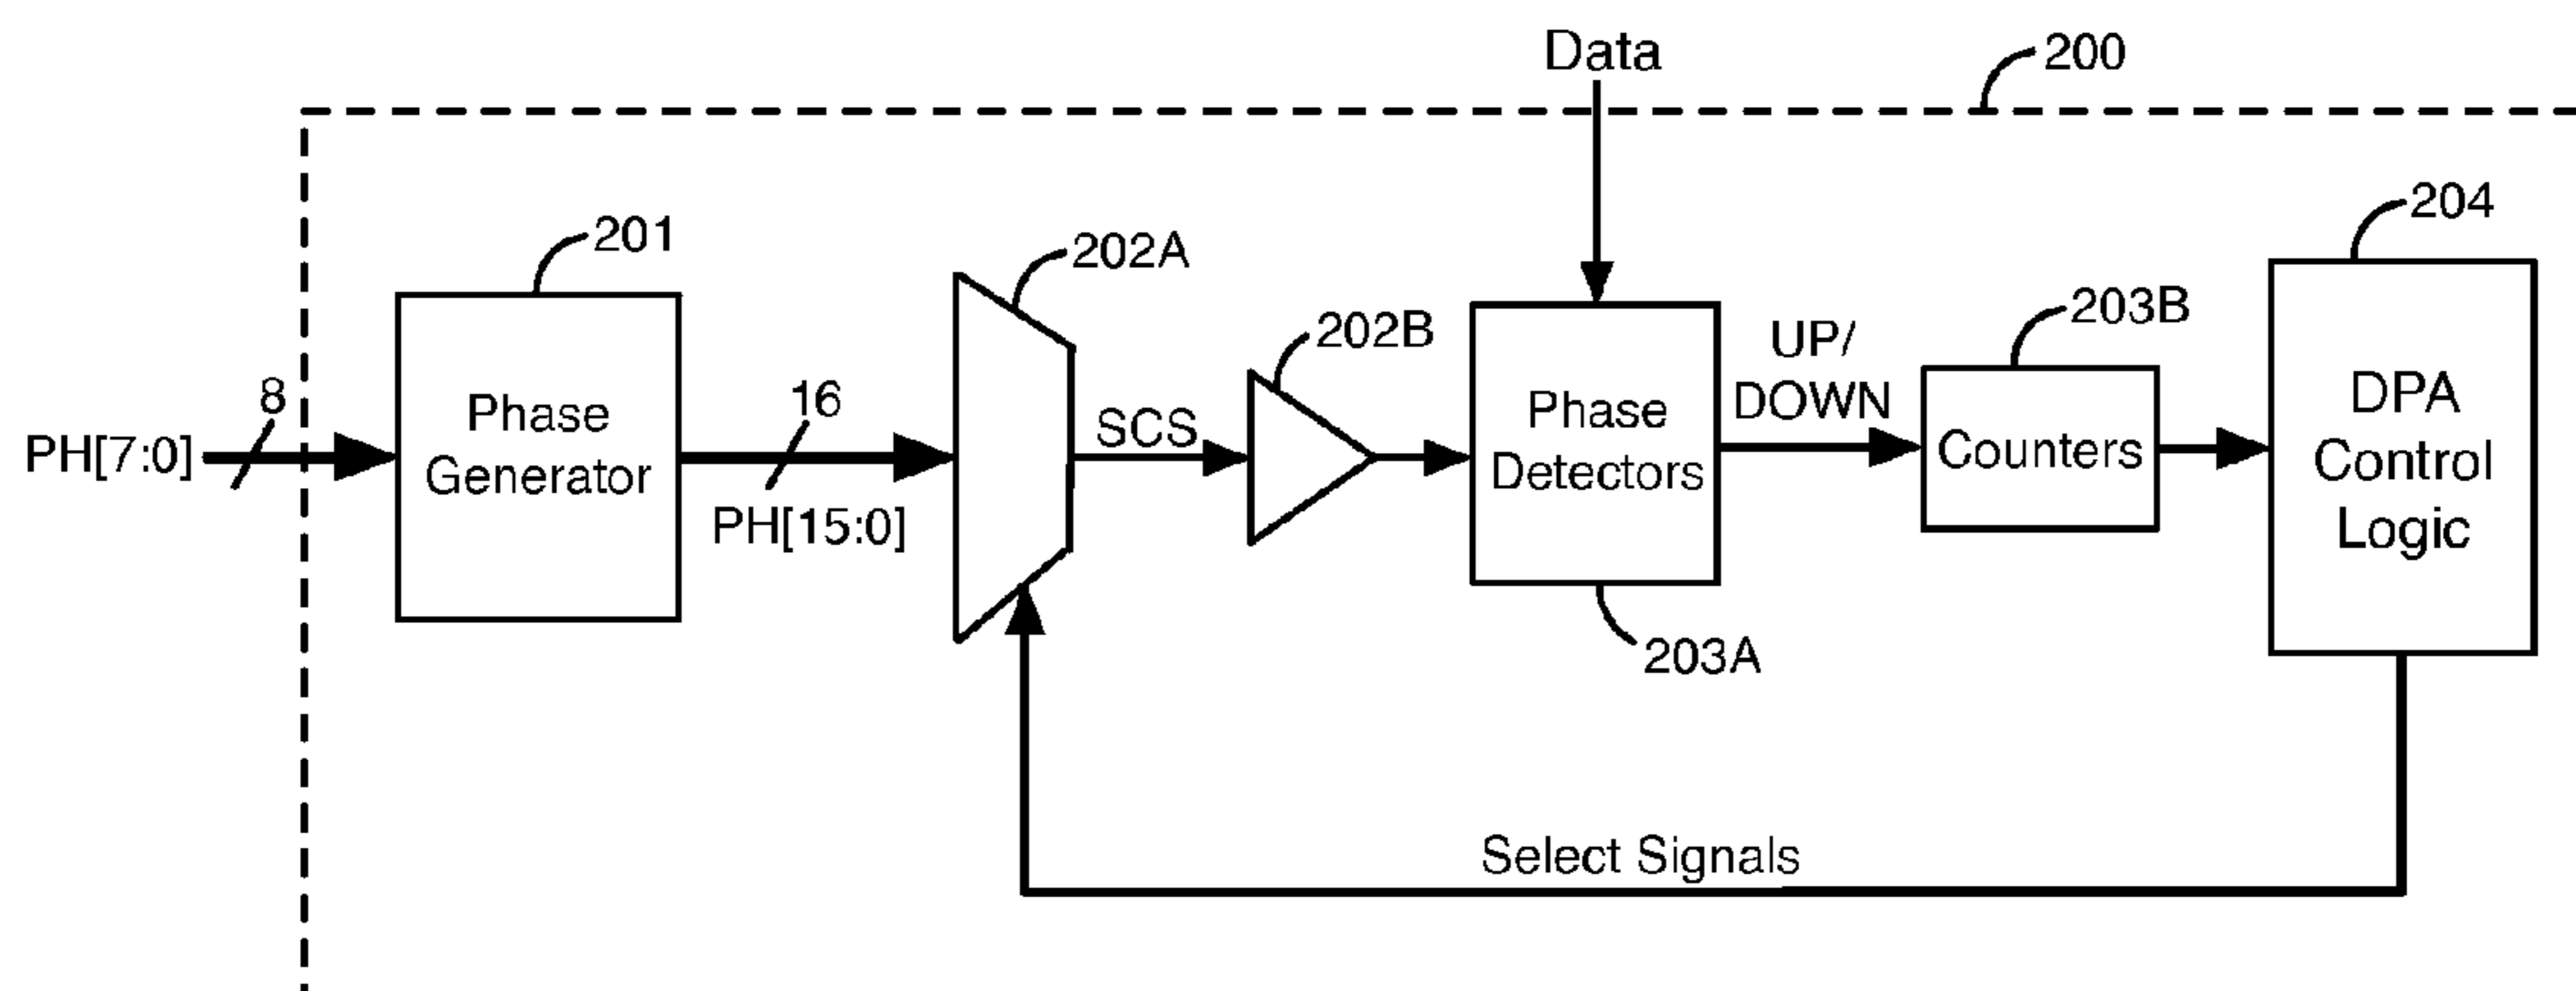 Data
200
201
202A
202B
203B
204
PH[7:0]
8
Phase
Generator
16
PH[15:0]
SCS
Phase
Detectors
203A
UP/
DOWN
Counters
DPA
Control
Logic
Select Signals